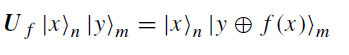 U_f |x⟩_n |y⟩_m = |x⟩_n |y ⊕ f(x)⟩_m